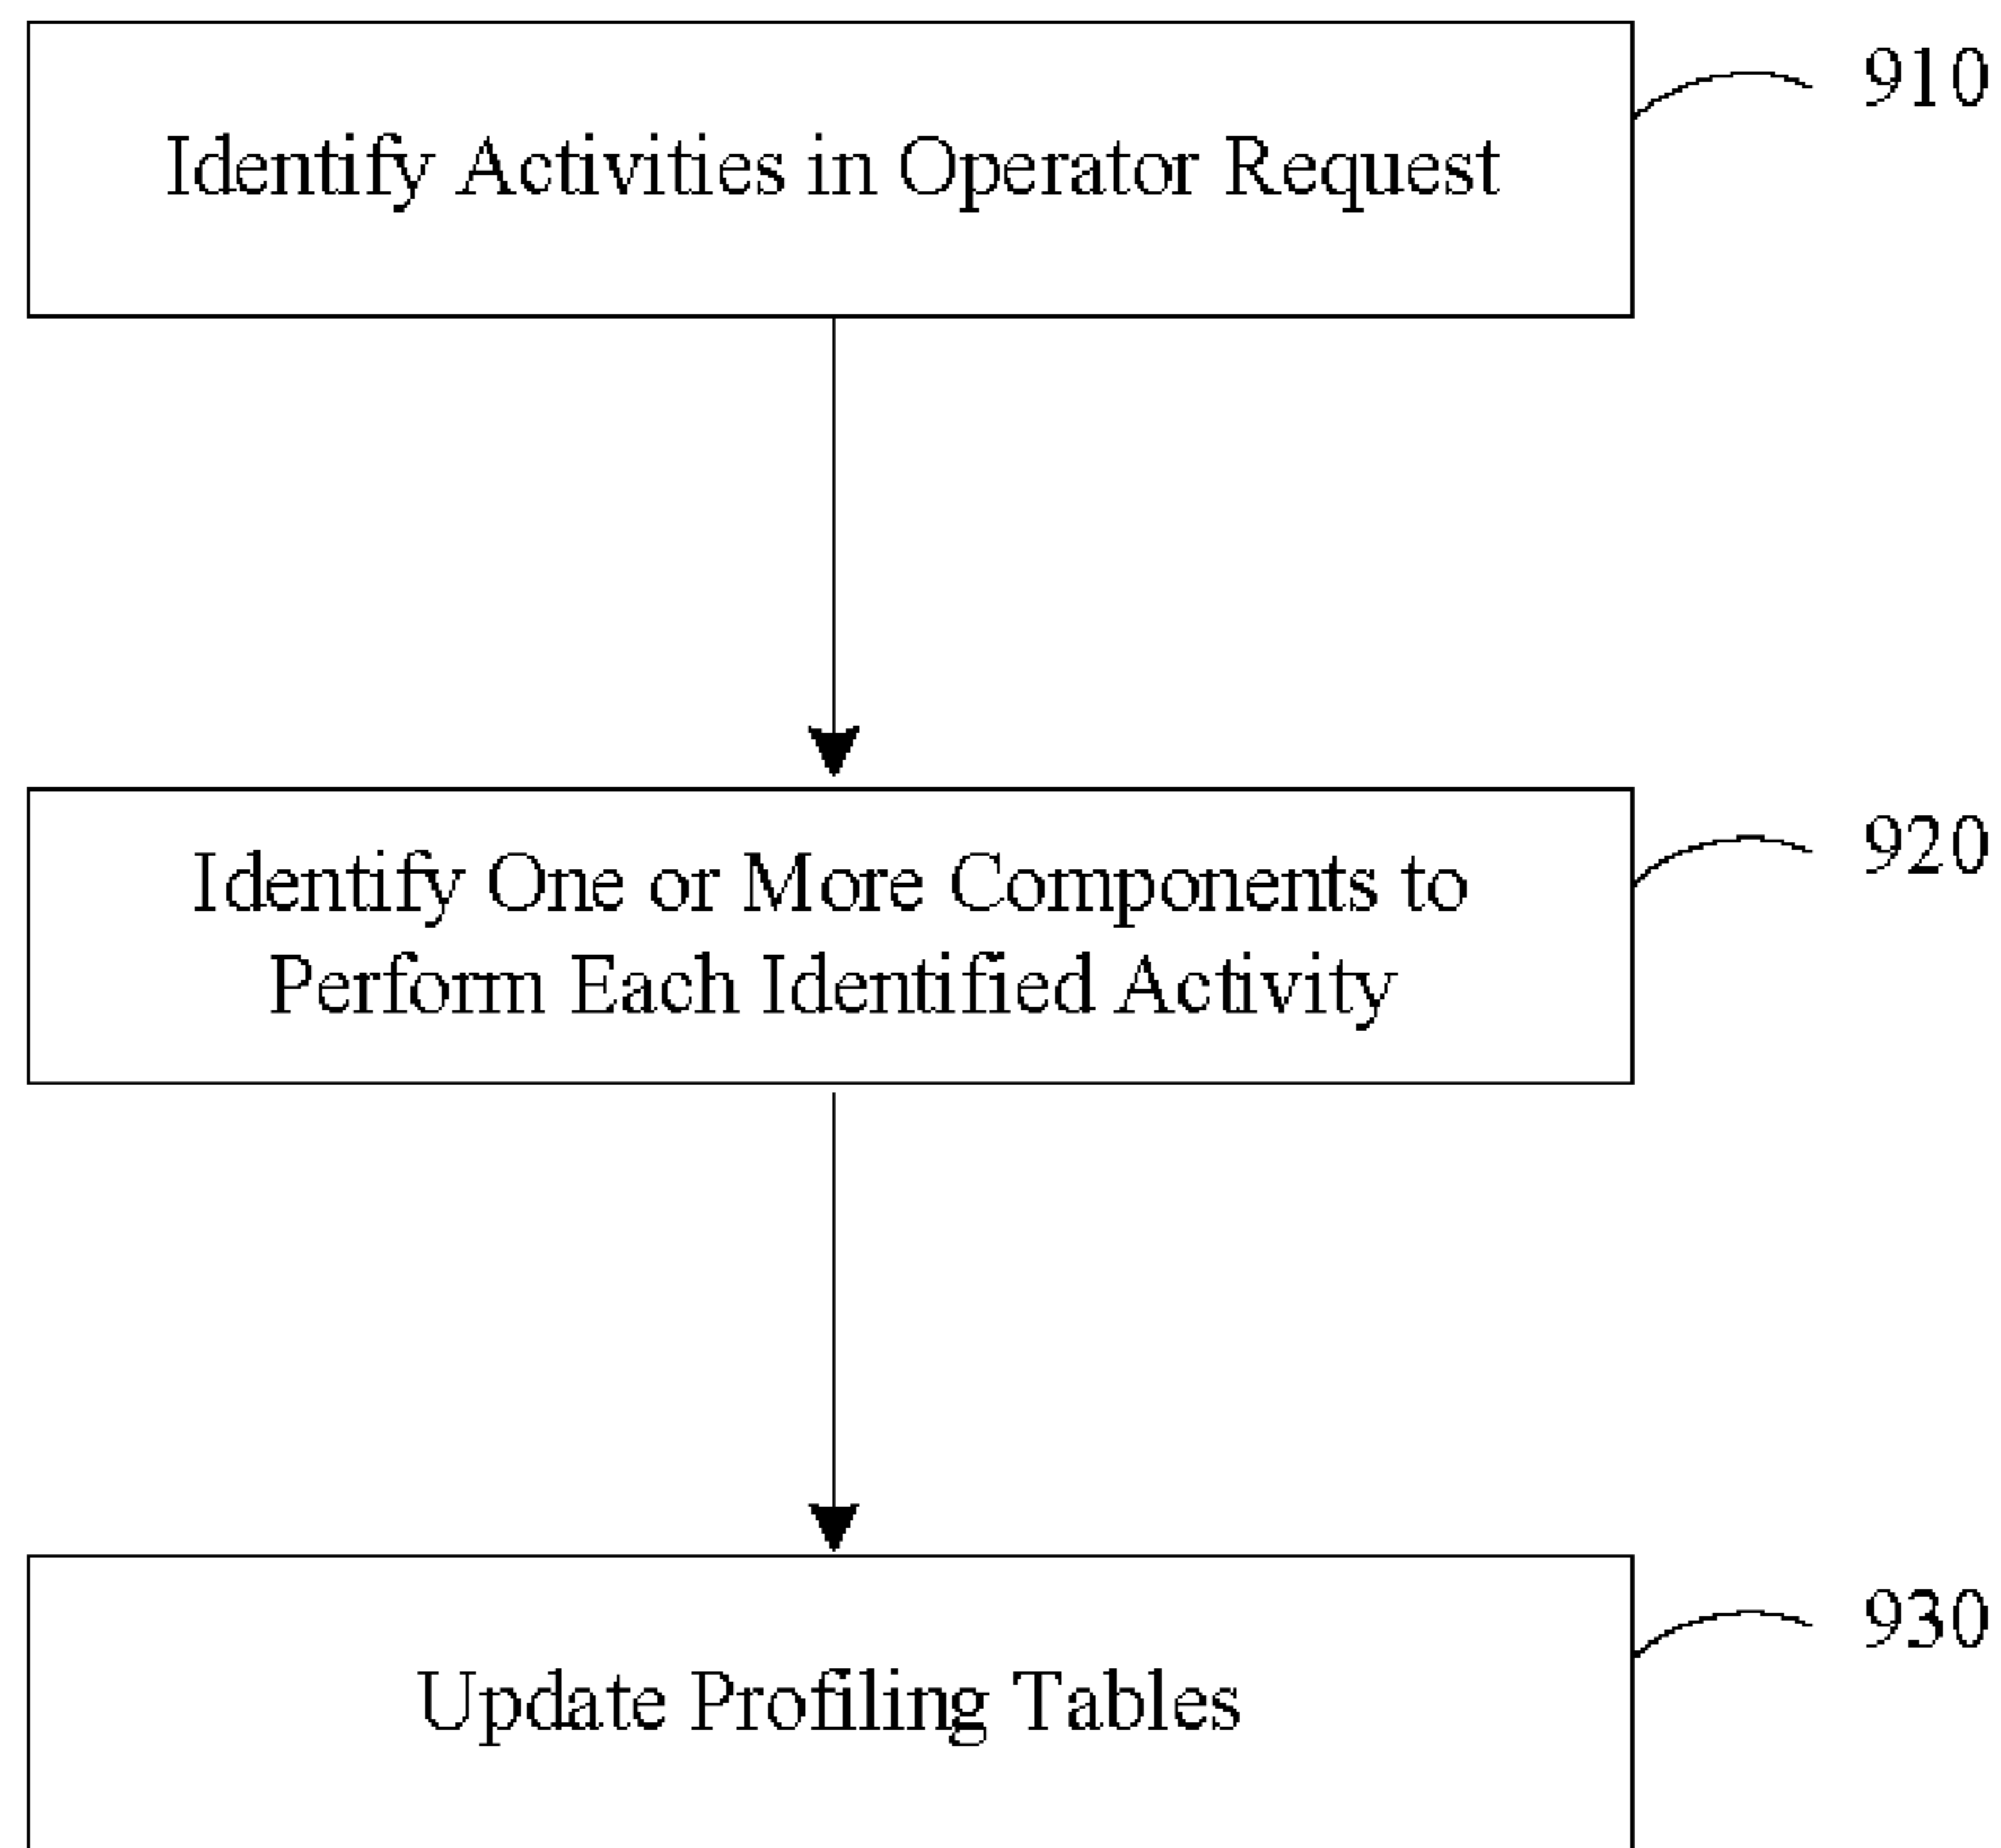 910
Identify Activities in Operator Request
920
Identify One or More Components to
Perform Each Identified Activity
930
Update Profiling Tables